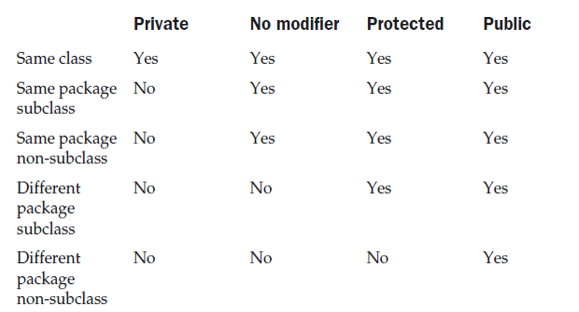 Private No modifier Protected Public
Same class Yes Yes Yes Yes
Same package No Yes Yes Yes
subclass
Same package No Yes Yes Yes
non-subclass
Different No No Yes Yes
package
subclass
Different No No No Yes
package
non-subclass